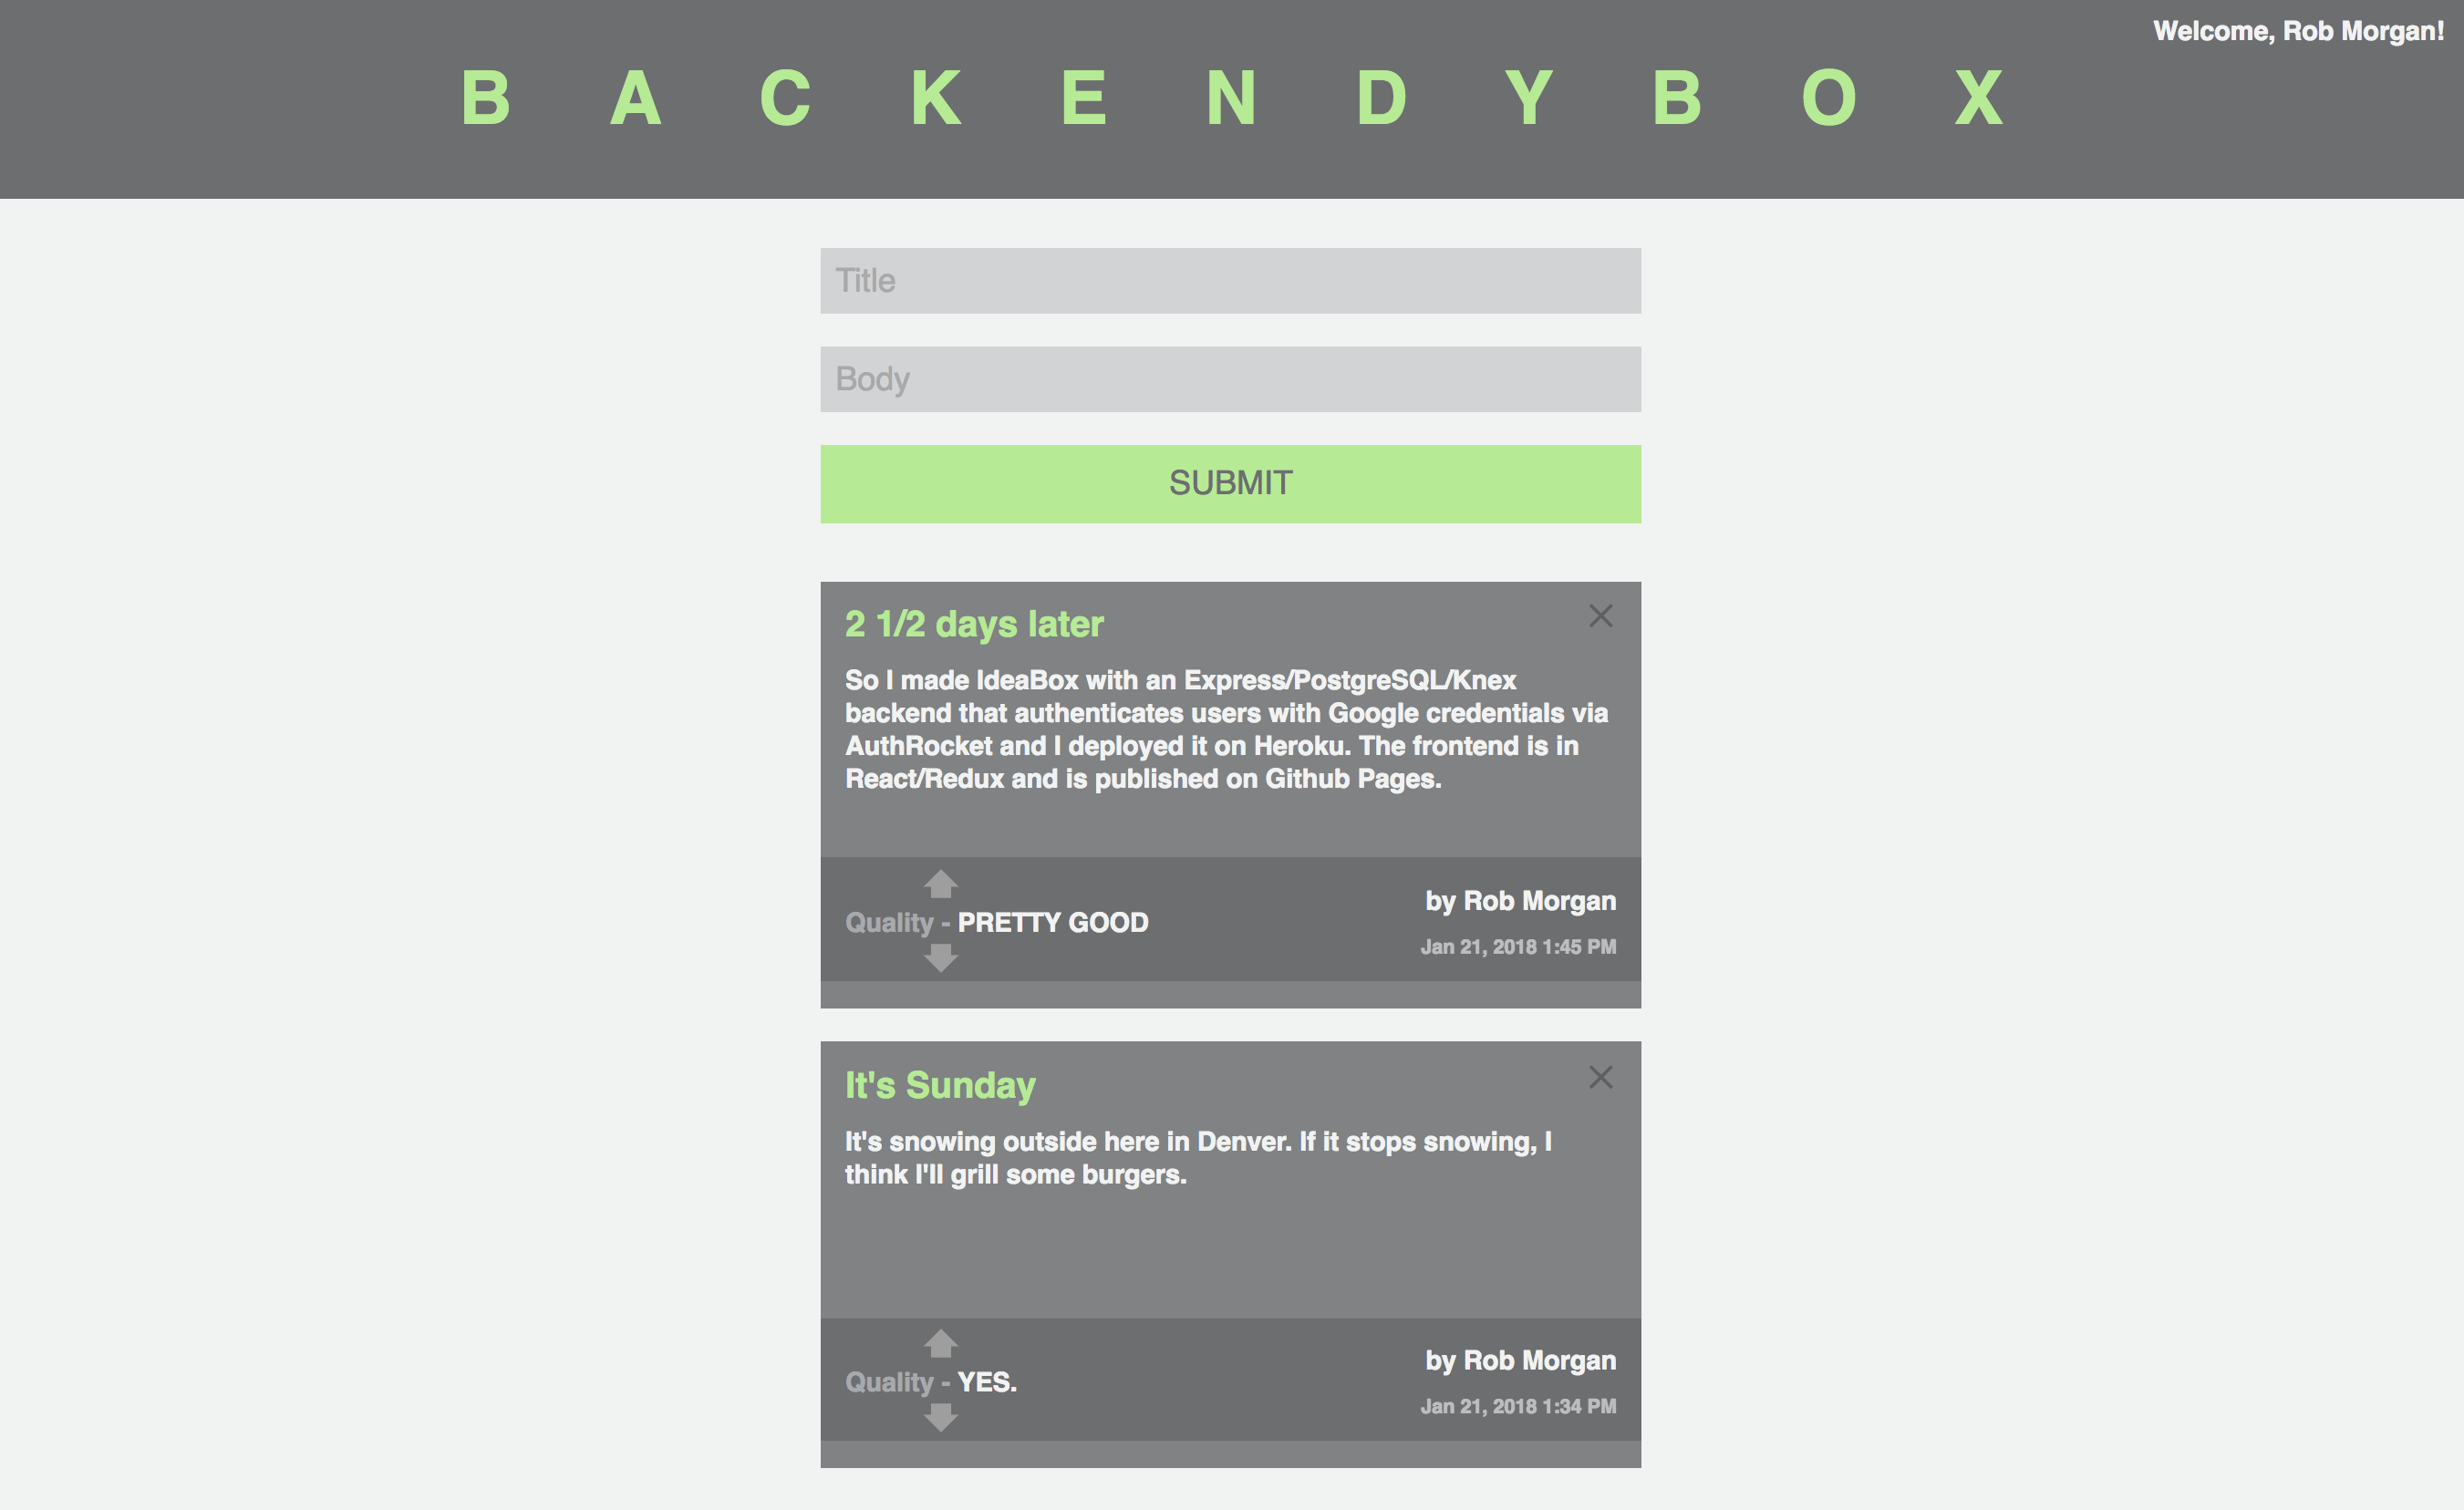 Welcome, Rob Morgan!
B A C K E N D Y B O X
Title
Body
SUBMIT
2 1/2 days later
So I made IdeaBox with an Express/PostgreSQL/Knex
backend that authenticates users with Google credentials via
AuthRocket and I deployed it on Heroku. The frontend is in
React/Redux and is published on Github Pages.
Quality - PRETTY GOOD
by Rob Morgan
Jan 21, 2018 1:45 PM
It's Sunday
It's snowing outside here in Denver. If it stops snowing, I
think I'll grill some burgers.
Quality - YES.
by Rob Morgan
Jan 21, 2018 1:34 PM